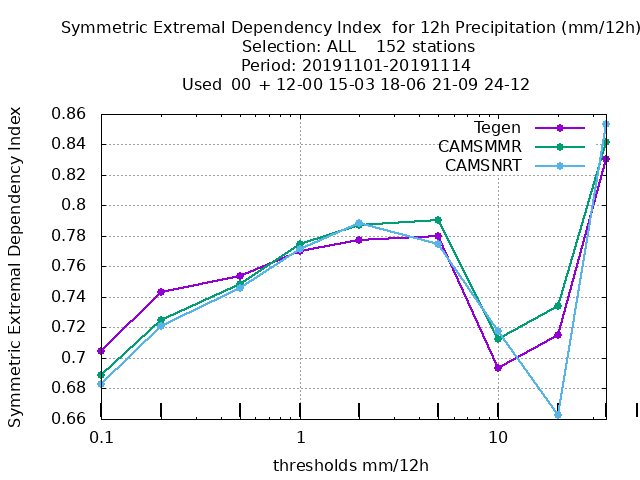 Symmetric Extremal Dependency Index  for 12h Precipitation (mm/12h)
Selection: ALL    152 stations
Period: 20191101-20191114
Used  00 + 12-00 15-03 18-06 21-09 24-12
Symmetric Extremal Dependency Index
0.86
0.84
0.82
0.8
0.78
0.76
0.74
0.72
0.7
0.68
0.66
Tegen
CAMSMMR
CAMSNRT
0.1 1 10
thresholds mm/12h